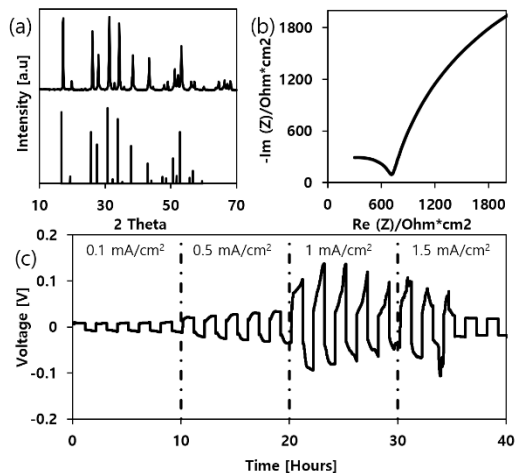 (a)
Intensity [a.u]
10 30 50 70
2 Theta
(b)
-Im (Z)/Ohm*cm2
1800
1200
600
0
0 600 1200 1800
Re (Z)/Ohm*cm2
(c)
Voltage [V]
0.2
0.1
0
-0.1
-0.2
0.1 mA/cm²
0.5 mA/cm²
1 mA/cm²
1.5 mA/cm²
0 10 20 30 40
Time [Hours]